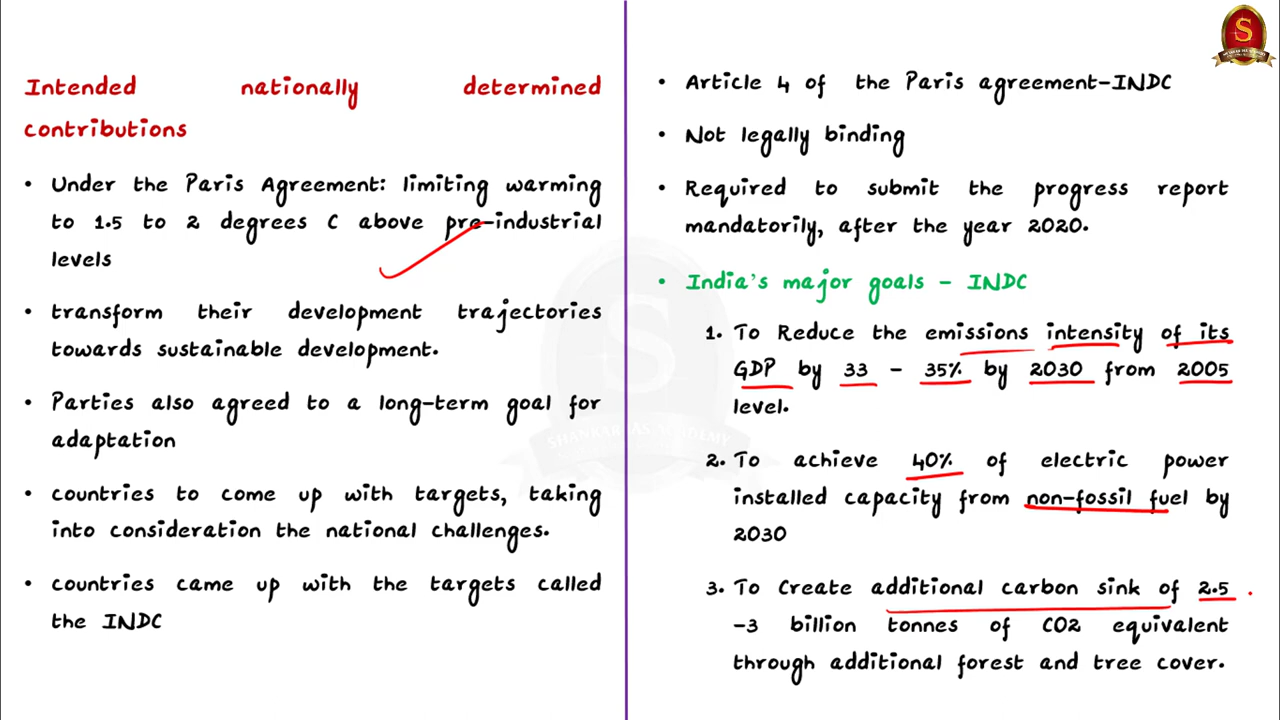 Intended nationally determined
contributions
• Under the Paris Agreement: limiting warming
to 1.5 to 2 degrees C above pre-industrial
levels
• transform their development trajectories
towards sustainable development.
• Parties also agreed to a long-term goal for
adaptation
• countries to come up with targets, taking
into consideration the national challenges.
• countries came up with the targets called
the INDC
• Article 4 of the Paris agreement-INDC
• Not legally binding
• Required to submit the progress report
mandatorily, after the year 2020.
• India's major goals - INDC
1. To Reduce the emissions intensity of its
GDP by 33 - 35% by 2030 from 2005
level.
2. To achieve 40% of electric power
installed capacity from non-fossil fuel by
2030
3. To Create additional carbon sink of 2.5
-3 billion tonnes of CO2 equivalent
through additional forest and tree cover.
S
SHANKAR IAS ACADEMY